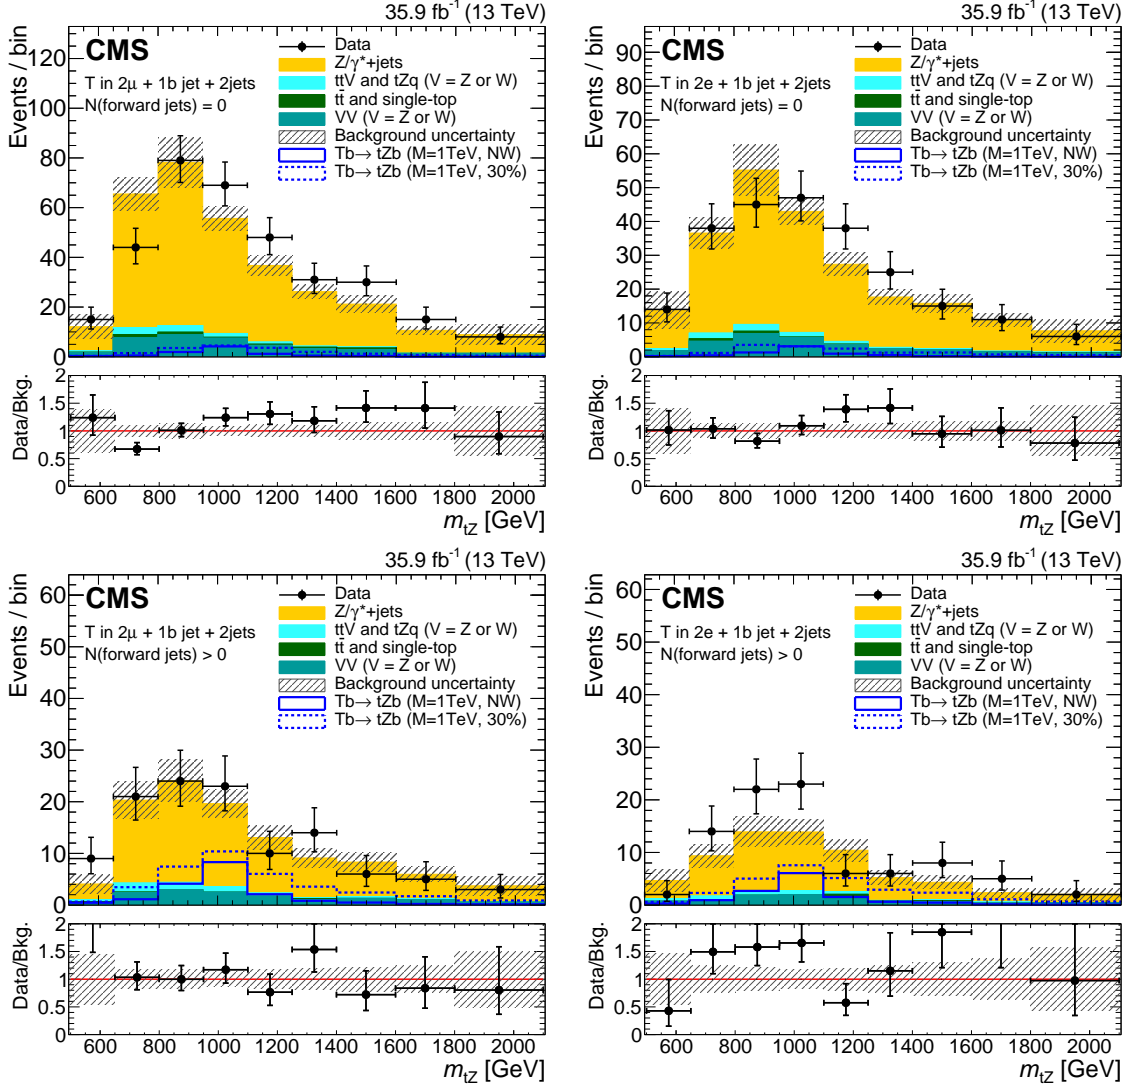 35.9 fb⁻¹ (13 TeV)
Events / bin
120
100
80
60
40
20
0
CMS
T in 2μ + 1b jet + 2jets
N(forward jets) = 0
Data
Z/γ*+jets
tt̄V and tZq (V = Z or W)
tt̄ and single-top
VV (V = Z or W)
Background uncertainty
Tb→ tZb (M=1TeV, NW)
Tb→ tZb (M=1TeV, 30%)
Data/Bkg.
2
1.5
1
0.5
0
600 800 1000 1200 1400 1600 1800 2000
m_tZ [GeV]
35.9 fb⁻¹ (13 TeV)
Events / bin
90
80
70
60
50
40
30
20
10
0
CMS
T in 2e + 1b jet + 2jets
N(forward jets) = 0
Data
Z/γ*+jets
tt̄V and tZq (V = Z or W)
tt̄ and single-top
VV (V = Z or W)
Background uncertainty
Tb→ tZb (M=1TeV, NW)
Tb→ tZb (M=1TeV, 30%)
Data/Bkg.
2
1.5
1
0.5
0
600 800 1000 1200 1400 1600 1800 2000
m_tZ [GeV]
35.9 fb⁻¹ (13 TeV)
Events / bin
60
50
40
30
20
10
0
CMS
T in 2μ + 1b jet + 2jets
N(forward jets) > 0
Data
Z/γ*+jets
tt̄V and tZq (V = Z or W)
tt̄ and single-top
VV (V = Z or W)
Background uncertainty
Tb→ tZb (M=1TeV, NW)
Tb→ tZb (M=1TeV, 30%)
Data/Bkg.
2
1.5
1
0.5
0
600 800 1000 1200 1400 1600 1800 2000
m_tZ [GeV]
35.9 fb⁻¹ (13 TeV)
Events / bin
60
50
40
30
20
10
0
CMS
T in 2e + 1b jet + 2jets
N(forward jets) > 0
Data
Z/γ*+jets
tt̄V and tZq (V = Z or W)
tt̄ and single-top
VV (V = Z or W)
Background uncertainty
Tb→ tZb (M=1TeV, NW)
Tb→ tZb (M=1TeV, 30%)
Data/Bkg.
2
1.5
1
0.5
0
600 800 1000 1200 1400 1600 1800 2000
m_tZ [GeV]